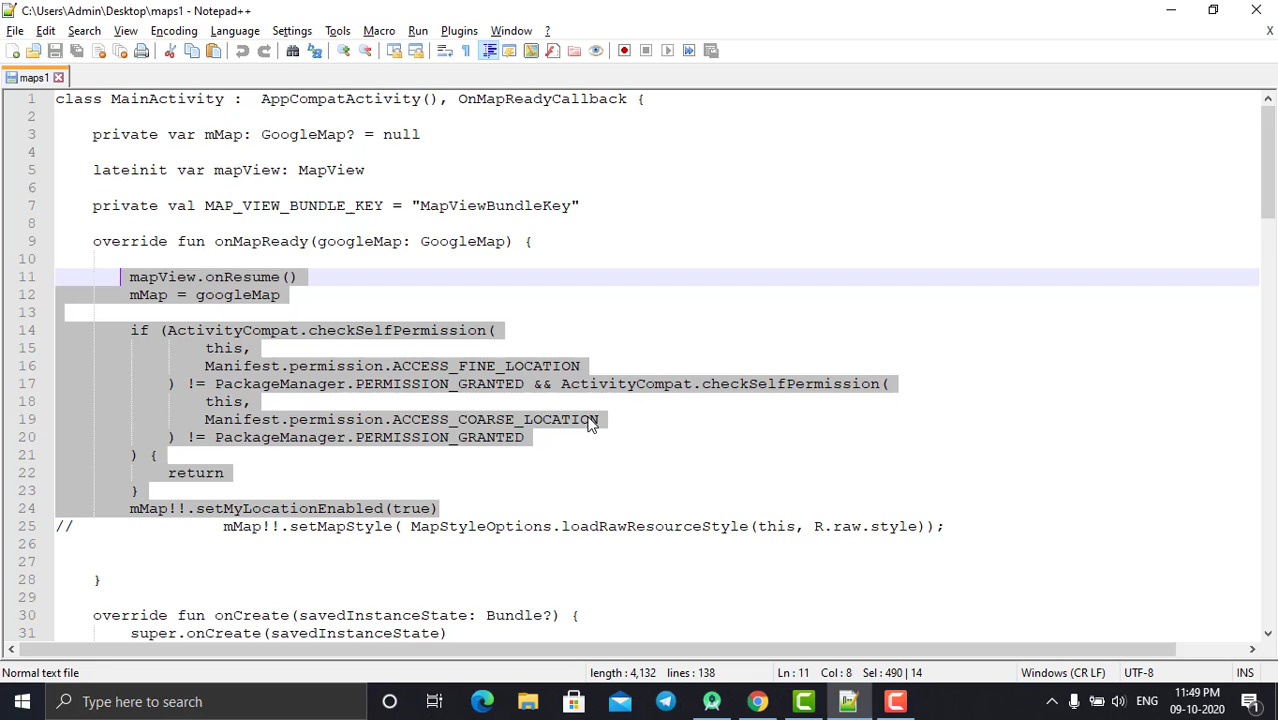 C:\Users\Admin\Desktop\maps1 - Notepad++
File Edit Search View Encoding Language Settings Tools Macro Run Plugins Window ? X
maps1
1 class MainActivity :  AppCompatActivity(), OnMapReadyCallback {
2
3     private var mMap: GoogleMap? = null
4
5     lateinit var mapView: MapView
6
7     private val MAP_VIEW_BUNDLE_KEY = "MapViewBundleKey"
8
9     override fun onMapReady(googleMap: GoogleMap) {
10
11         mapView.onResume()
12         mMap = googleMap
13
14         if (ActivityCompat.checkSelfPermission(
15                 this,
16                 Manifest.permission.ACCESS_FINE_LOCATION
17             ) != PackageManager.PERMISSION_GRANTED && ActivityCompat.checkSelfPermission(
18                 this,
19                 Manifest.permission.ACCESS_COARSE_LOCATION
20             ) != PackageManager.PERMISSION_GRANTED
21         ) {
22             return
23         }
24         mMap!!.setMyLocationEnabled(true)
25 //                mMap!!.setMapStyle( MapStyleOptions.loadRawResourceStyle(this, R.raw.style));
26
27
28     }
29
30     override fun onCreate(savedInstanceState: Bundle?) {
31         super.onCreate(savedInstanceState)
Normal text file length : 4,132 lines : 138 Ln : 11 Col : 8 Sel : 490 | 14 Windows (CR LF) UTF-8 INS
Type here to search ENG 11:49 PM
09-10-2020 1